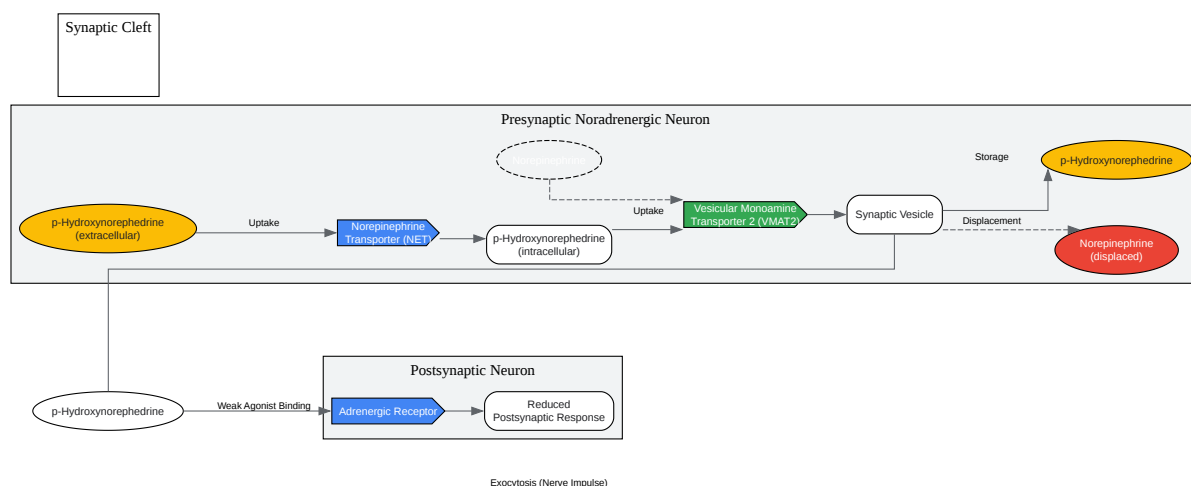 Synaptic Cleft
Presynaptic Noradrenergic Neuron
Norepinephrine
Storage
p-Hydroxynorephedrine
p-Hydroxynorephedrine
(extracellular)
Uptake
Norepinephrine
Transporter (NET)
p-Hydroxynorephedrine
(intracellular)
Uptake
Vesicular Monoamine
Transporter 2 (VMAT2)
Synaptic Vesicle
Displacement
Norepinephrine
(displaced)
Postsynaptic Neuron
p-Hydroxynorephedrine
Weak Agonist Binding
Adrenergic Receptor
Reduced
Postsynaptic Response
Exocytosis (Nerve Impulse)